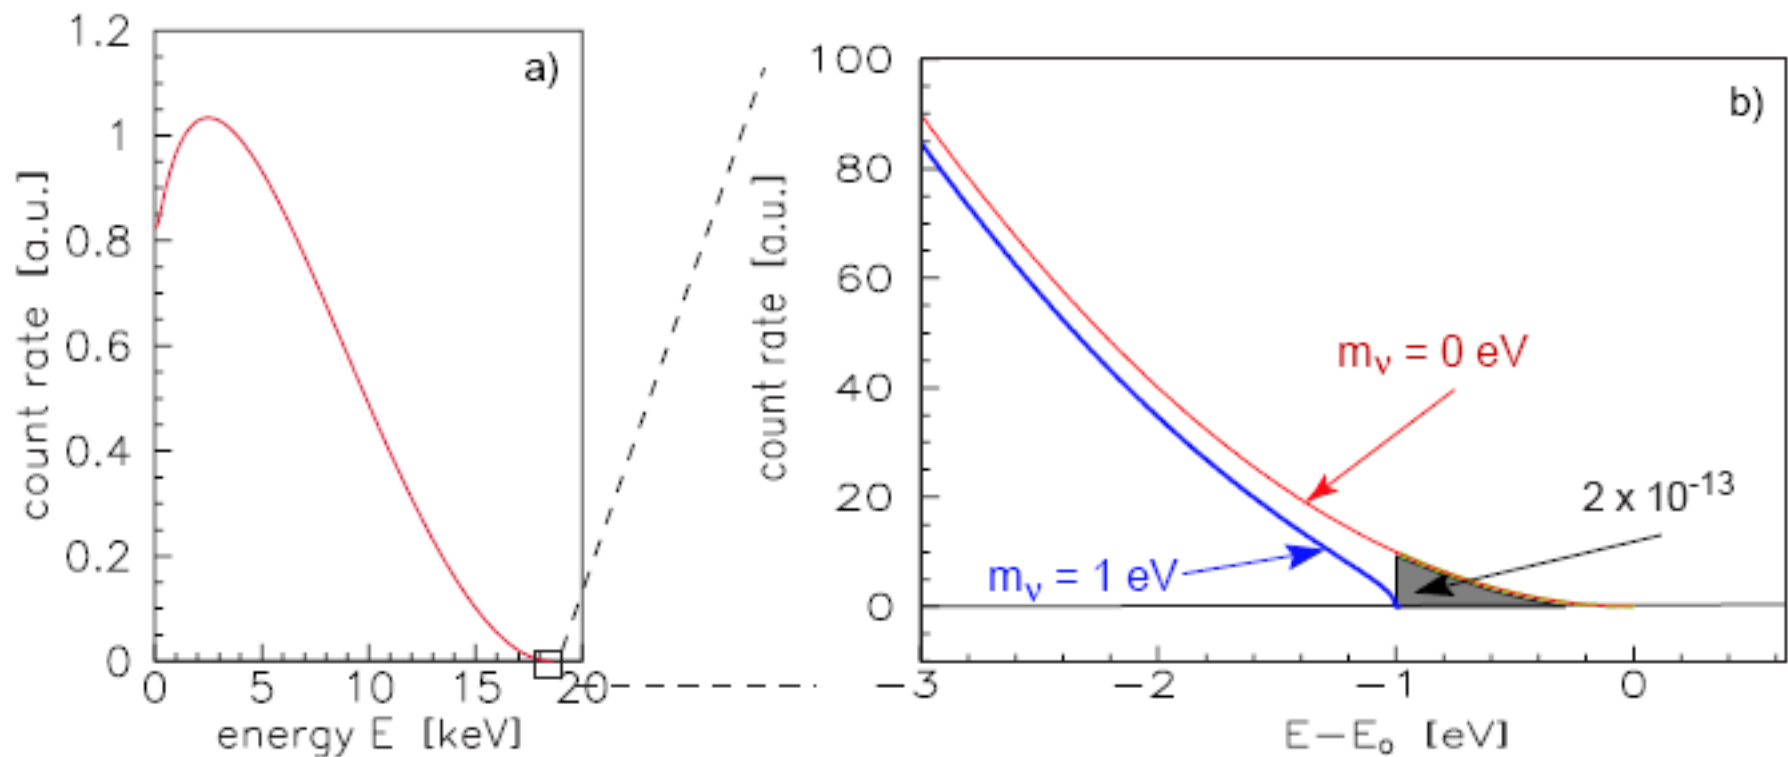 a)
count rate [a.u.]
1.2
1
0.8
0.6
0.4
0.2
0
0 5 10 15 20
energy E [keV]
b)
count rate [a.u.]
100
80
60
40
20
0
mν = 0 eV
mν = 1 eV
2 x 10-13
−3 −2 −1 0
E−E₀ [eV]